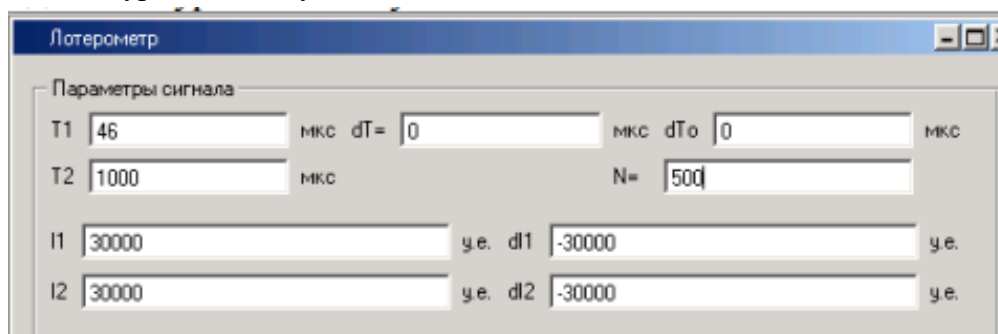 Лотерометр
Параметры сигнала
T1 46 мкс dT= 0 мкс dTo 0 мкс
T2 1000 мкс N= 500
I1 30000 y.e. dI1 -30000 y.e.
I2 30000 y.e. dI2 -30000 y.e.